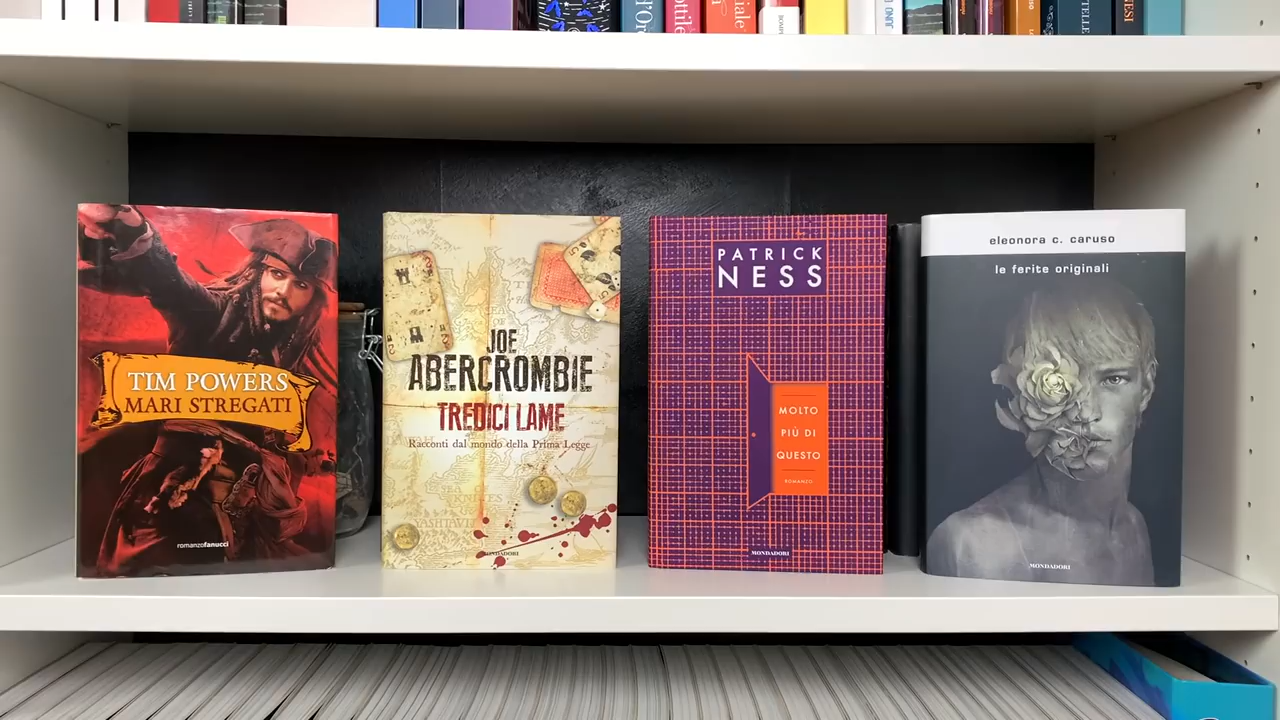 TIM POWERS
MARI STREGATI
romanzofanucci
JOE
ABERCROMBIE
TREDICI LAME
Racconti dal mondo della Prima Legge
MONDADORI
PATRICK
NESS
MOLTO
PIÙ DI
QUESTO
ROMANZO
MONDADORI
eleonora c. caruso
le ferite originali
MONDADORI